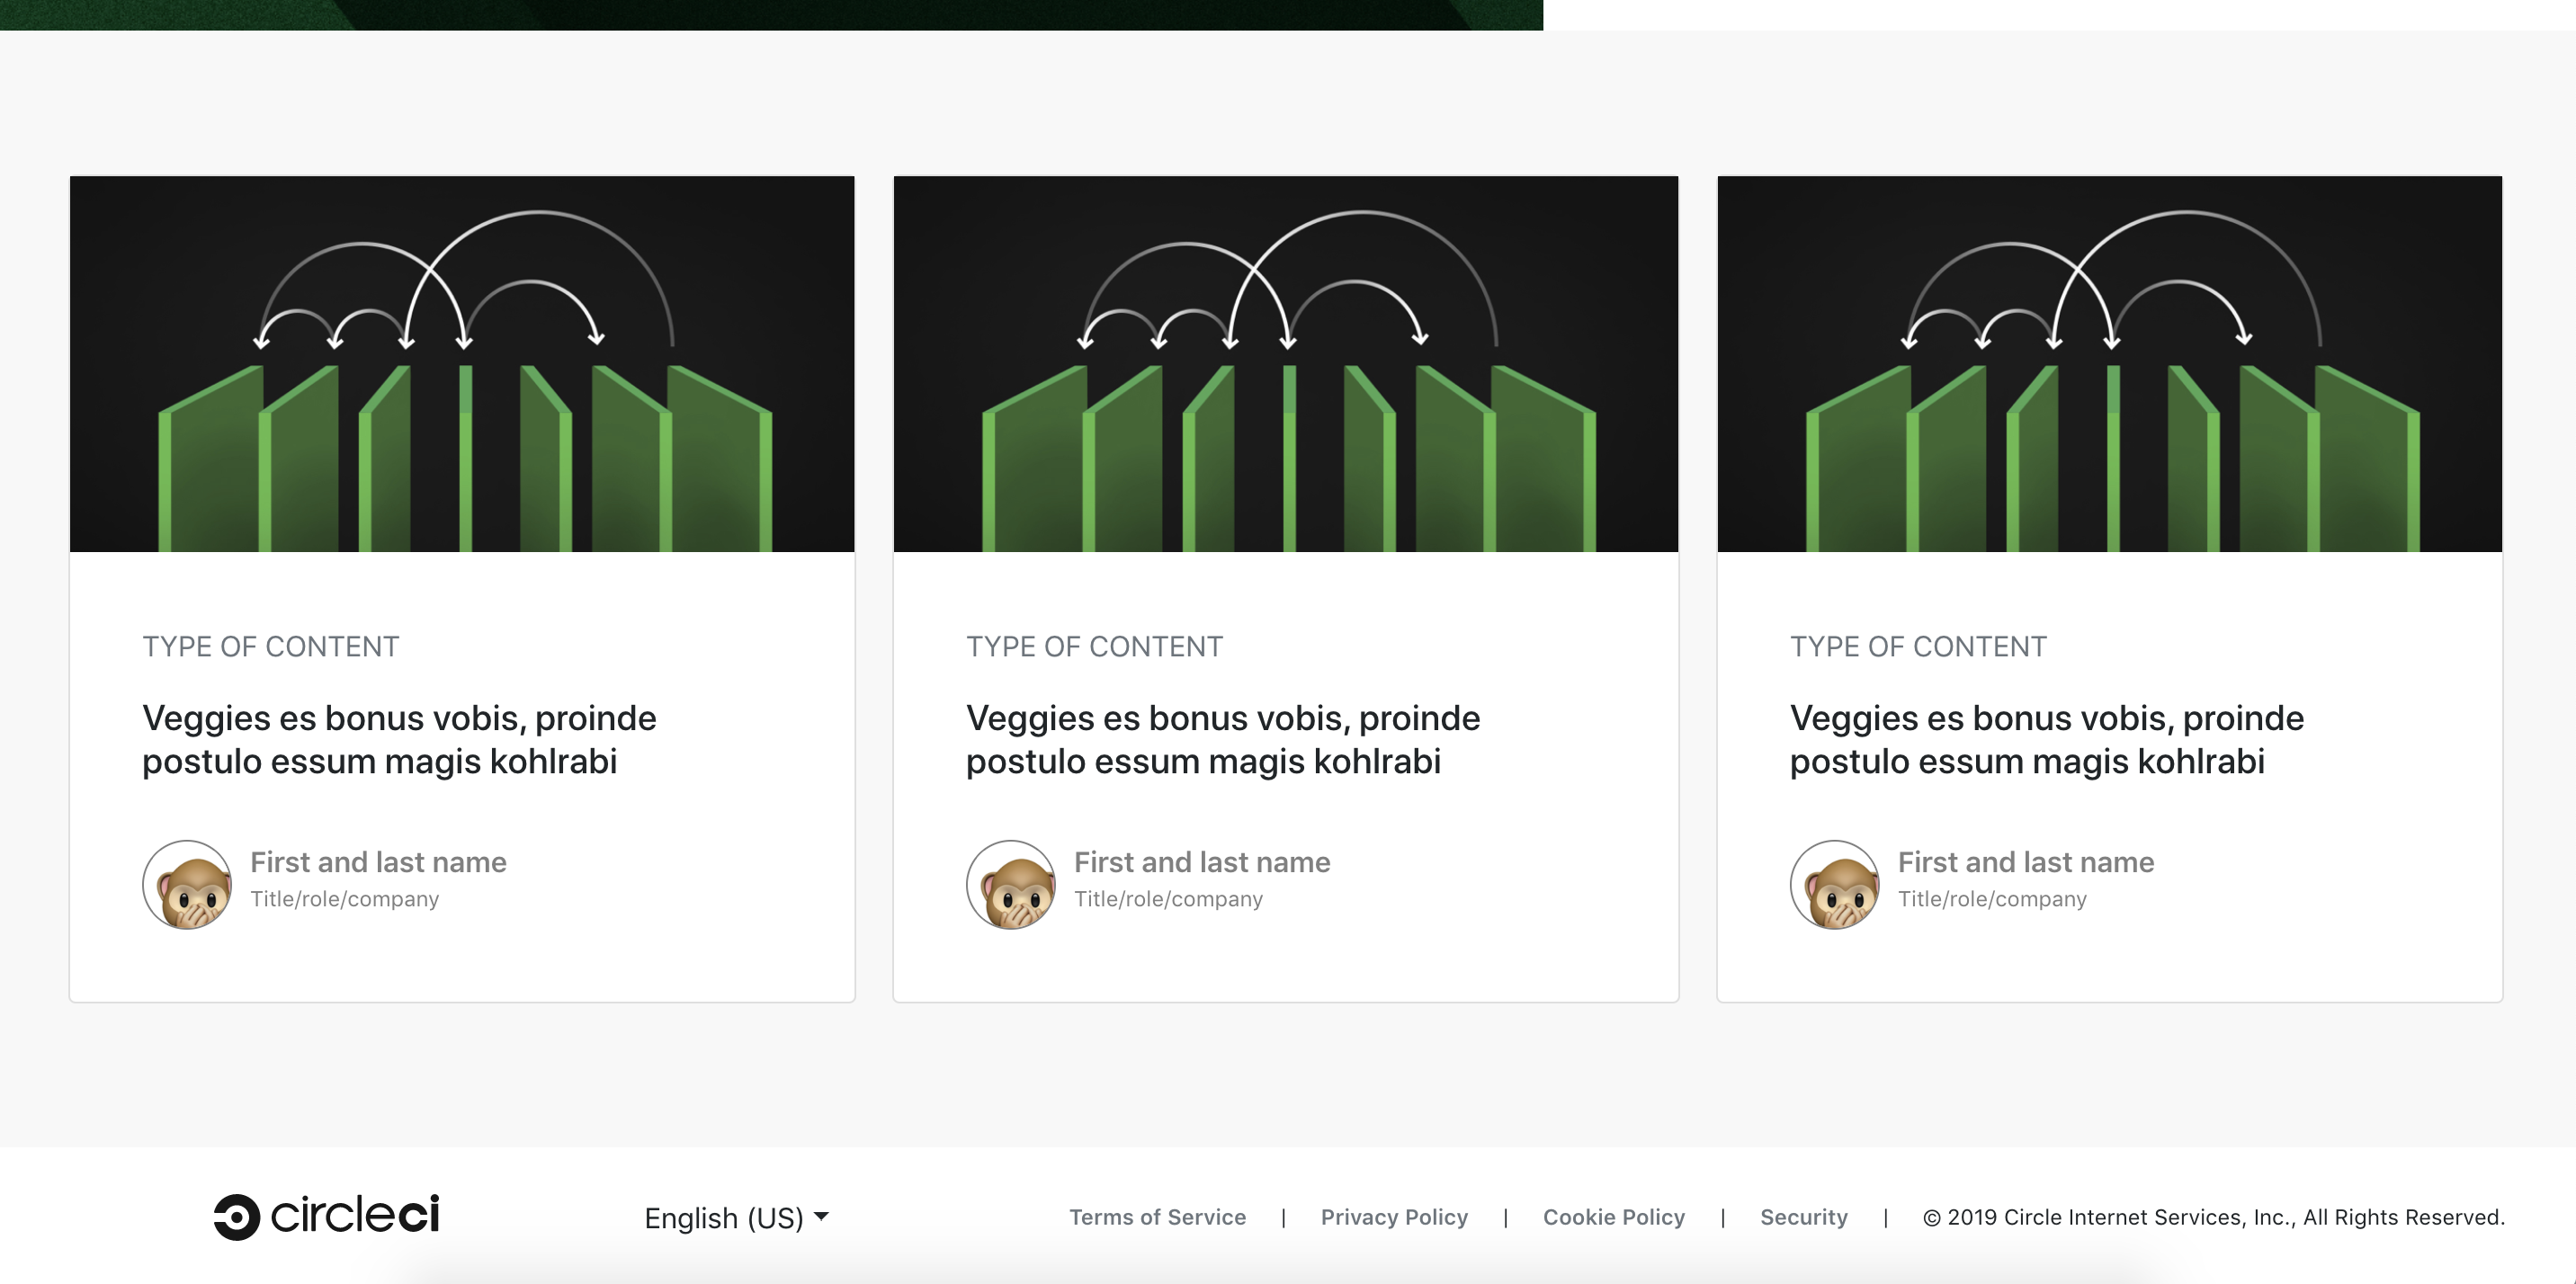 TYPE OF CONTENT
Veggies es bonus vobis, proinde
postulo essum magis kohlrabi
First and last name
Title/role/company
TYPE OF CONTENT
Veggies es bonus vobis, proinde
postulo essum magis kohlrabi
First and last name
Title/role/company
TYPE OF CONTENT
Veggies es bonus vobis, proinde
postulo essum magis kohlrabi
First and last name
Title/role/company
circleci
English (US)
Terms of Service | Privacy Policy | Cookie Policy | Security | © 2019 Circle Internet Services, Inc., All Rights Reserved.